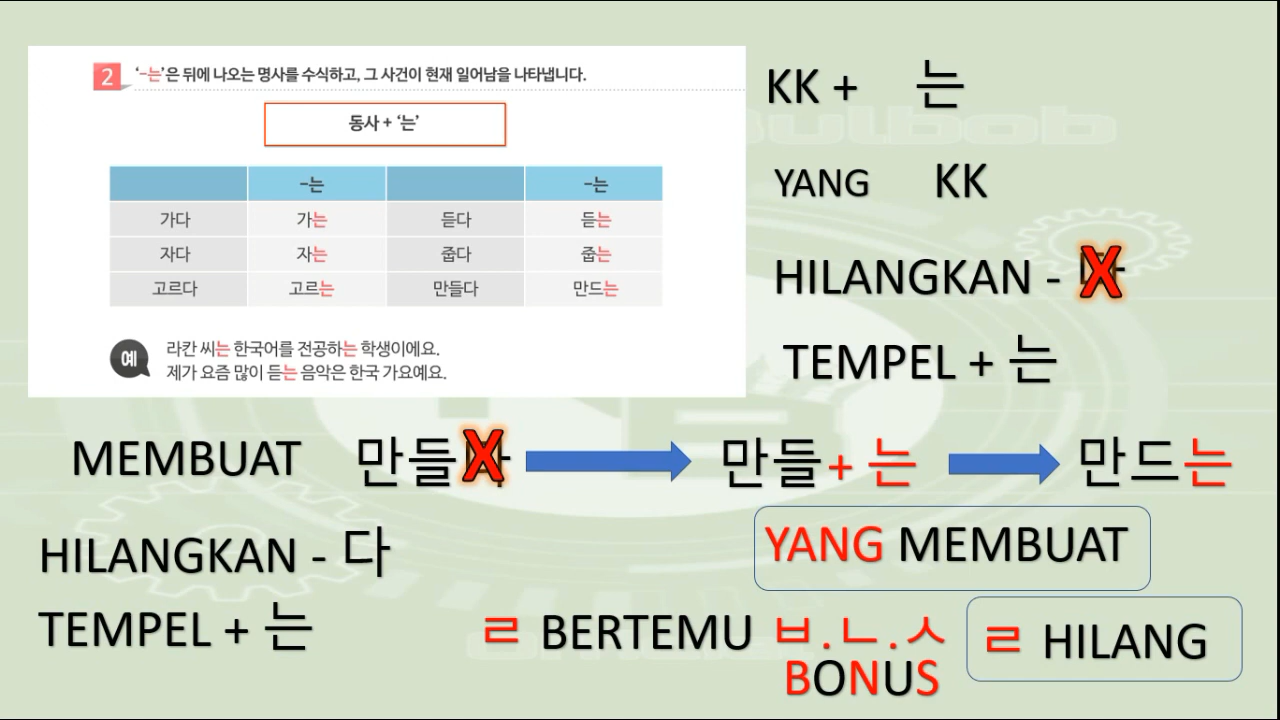 2 '-는'은 뒤에 나오는 명사를 수식하고, 그 사건이 현재 일어남을 나타냅니다.
동사 + '는'
-는 -는
가다 가는 듣다 듣는
자다 자는 줍다 줍는
고르다 고르는 만들다 만드는
예 라칸 씨는 한국어를 전공하는 학생이에요.
제가 요즘 많이 듣는 음악은 한국 가요예요.
KK + 는
YANG KK
HILANGKAN - X
TEMPEL + 는
MEMBUAT 만들X 만들+ 는 만드는
HILANGKAN - 다
YANG MEMBUAT
TEMPEL + 는
ㄹ BERTEMU ㅂ.ㄴ.ㅅ ㄹ HILANG
BONUS